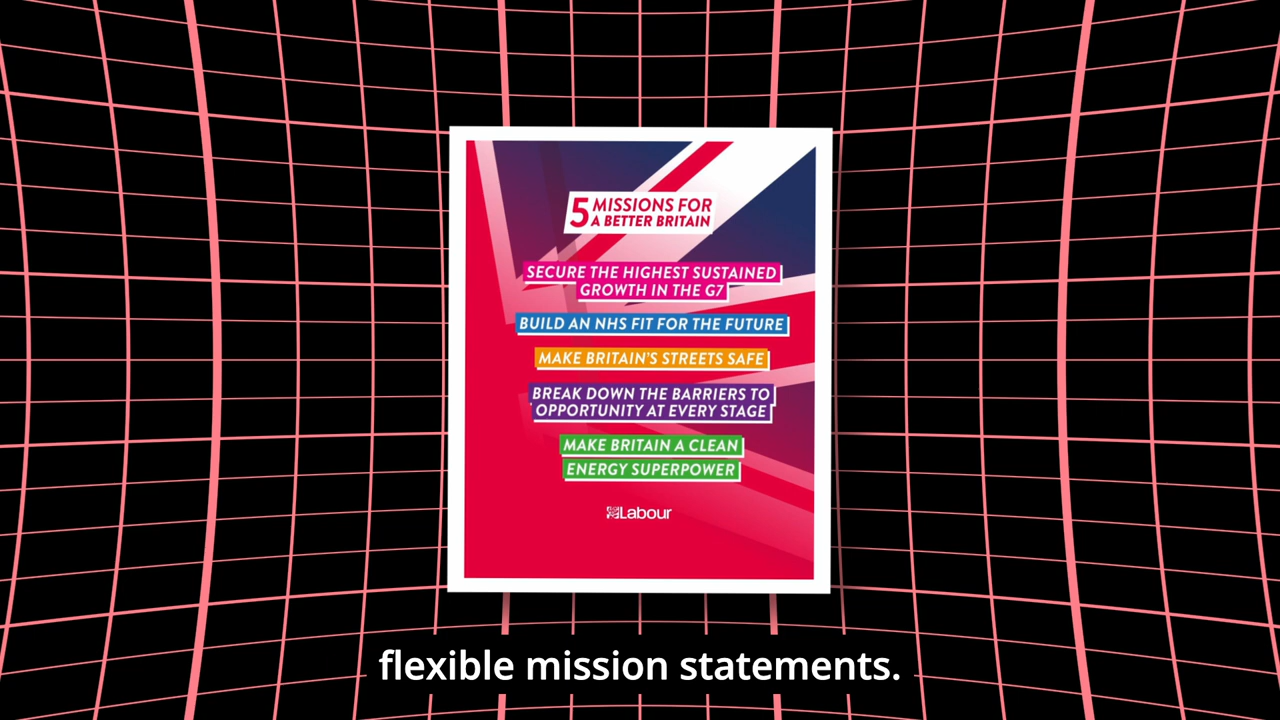 5 MISSIONS FOR
A BETTER BRITAIN
SECURE THE HIGHEST SUSTAINED
GROWTH IN THE G7
BUILD AN NHS FIT FOR THE FUTURE
MAKE BRITAIN'S STREETS SAFE
BREAK DOWN THE BARRIERS TO
OPPORTUNITY AT EVERY STAGE
MAKE BRITAIN A CLEAN
ENERGY SUPERPOWER
Labour
flexible mission statements.